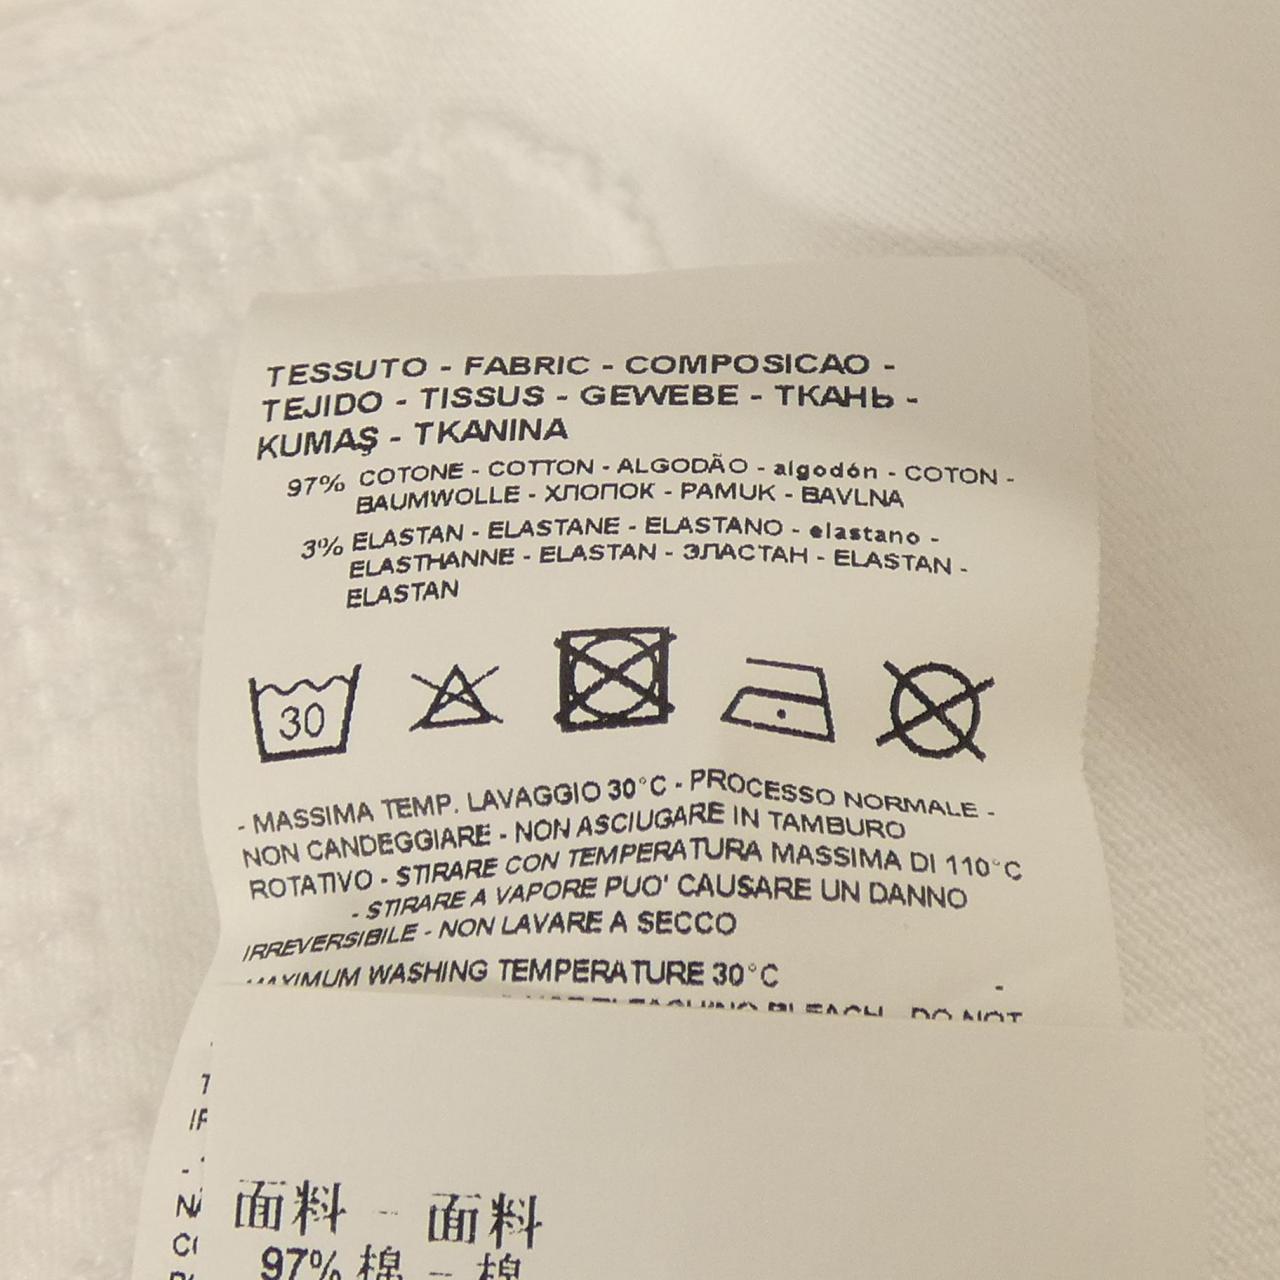 TESSUTO - FABRIC - COMPOSICAO -
TEJIDO - TISSUS - GEWEBE - ТКАНЬ -
KUMAŞ - TKANINA
97% COTONE - COTTON - ALGODÃO - algodón - COTON -
BAUMWOLLE - ХЛОПОК - PAMUK - BAVLNA
3% ELASTAN - ELASTANE - ELASTANO - elastano -
ELASTHANNE - ELASTAN - ЭЛАСТАН - ELASTAN -
ELASTAN
30
- MASSIMA TEMP. LAVAGGIO 30°C - PROCESSO NORMALE -
NON CANDEGGIARE - NON ASCIUGARE IN TAMBURO
ROTATIVO - STIRARE CON TEMPERATURA MASSIMA DI 110°C
- STIRARE A VAPORE PUO' CAUSARE UN DANNO
IRREVERSIBILE - NON LAVARE A SECCO
MAXIMUM WASHING TEMPERATURE 30°C -
BLEACH - DO NOT
面料 - 面料
97% 棉 - 棉